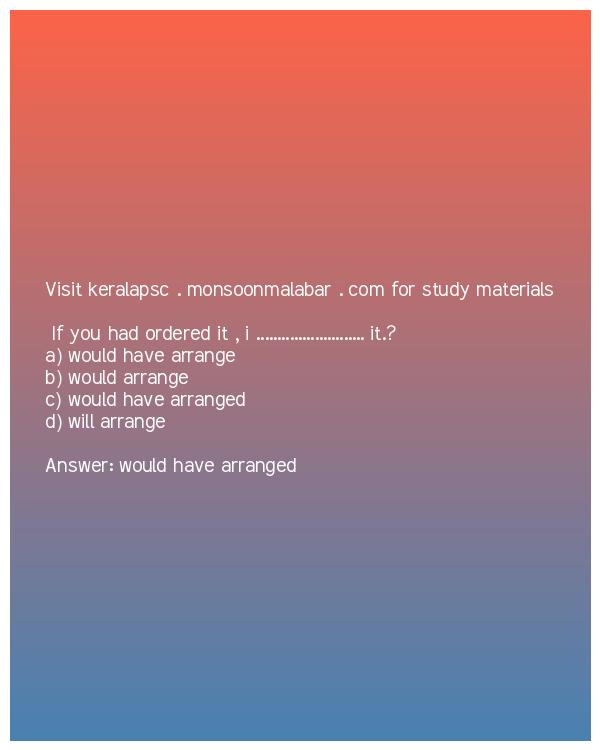 Visit keralapsc . monsoonmalabar . com for study materials
If you had ordered it , i .......................... it.?
a) would have arrange
b) would arrange
c) would have arranged
d) will arrange
Answer: would have arranged